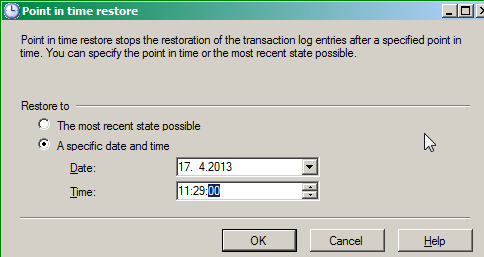 Point in time restore
Point in time restore stops the restoration of the transaction log entries after a specified point in
time. You can specify the point in time or the most recent state possible.
Restore to
The most recent state possible
A specific date and time
Date: 17. 4.2013
Time: 11:29:00
OK Cancel Help